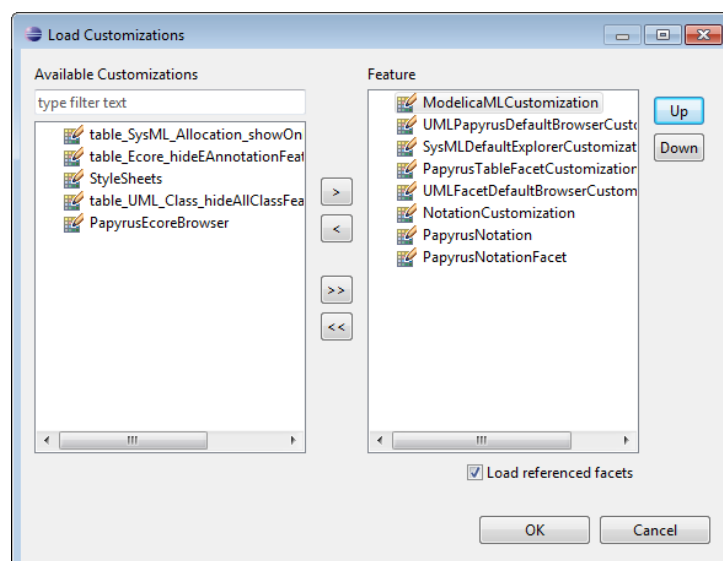 Load Customizations
Available Customizations
type filter text
table_SysML_Allocation_showOn
table_Ecore_hideEAnnotationFeat
StyleSheets
table_UML_Class_hideAllClassFea
PapyrusEcoreBrowser
>
<
>>
<<
Feature
ModelicaMLCustomization
UMLPapyrusDefaultBrowserCusto
SysMLDefaultExplorerCustomizat
PapyrusTableFacetCustomization
UMLFacetDefaultBrowserCustom
NotationCustomization
PapyrusNotation
PapyrusNotationFacet
Up
Down
Load referenced facets
OK
Cancel